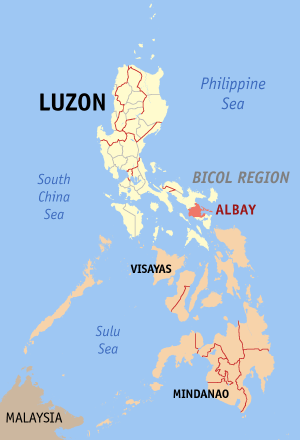 Philippine
Sea
LUZON
BICOL REGION
South
China
Sea
ALBAY
VISAYAS
Sulu
Sea
MINDANAO
MALAYSIA